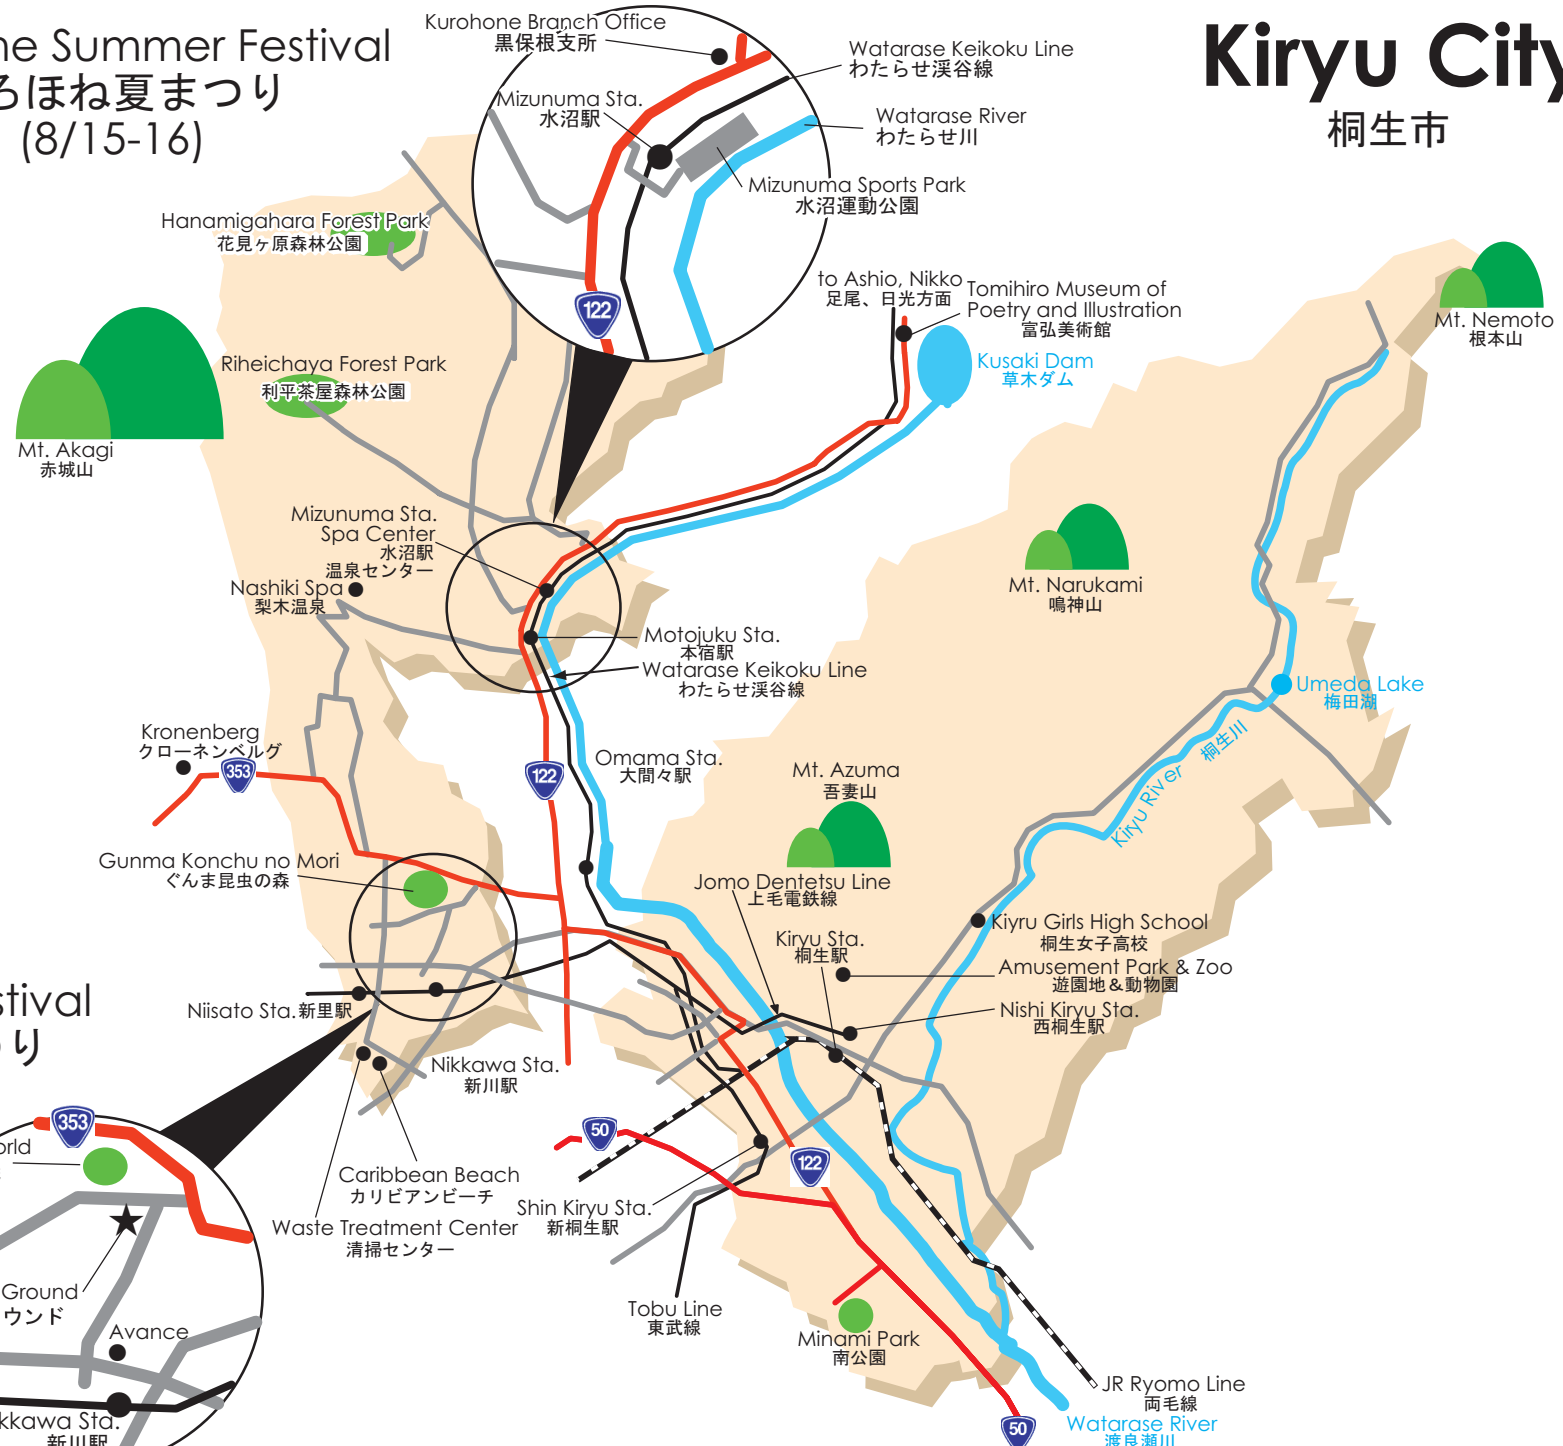 ne Summer Festival
ろほね夏まつり
(8/15-16)
Kiryu City
桐生市
Kurohone Branch Office
黒保根支所
Watarase Keikoku Line
わたらせ渓谷線
Mizunuma Sta.
水沼駅
Watarase River
わたらせ川
Mizunuma Sports Park
水沼運動公園
122
Hanamigahara Forest Park
花見ヶ原森林公園
to Ashio, Nikko
足尾、日光方面
Tomihiro Museum of
Poetry and Illustration
富弘美術館
Mt. Nemoto
根本山
Kusaki Dam
草木ダム
Riheichaya Forest Park
利平茶屋森林公園
Mt. Akagi
赤城山
Mizunuma Sta.
Spa Center
水沼駅
温泉センター
Nashiki Spa
梨木温泉
Mt. Narukami
鳴神山
Motojuku Sta.
本宿駅
Watarase Keikoku Line
わたらせ渓谷線
Umeda Lake
梅田湖
Kronenberg
クローネンベルグ
353
122
Omama Sta.
大間々駅
Mt. Azuma
吾妻山
Kiryu River 桐生川
Gunma Konchu no Mori
ぐんま昆虫の森
Jomo Dentetsu Line
上毛電鉄線
Kiryu Sta.
桐生駅
Kiyru Girls High School
桐生女子高校
Amusement Park & Zoo
遊園地＆動物園
Nishi Kiryu Sta.
西桐生駅
stival
り
Niisato Sta.新里駅
Nikkawa Sta.
新川駅
353
orld
50
122
Caribbean Beach
カリビアンビーチ
Waste Treatment Center
清掃センター
Shin Kiryu Sta.
新桐生駅
Ground
ウンド
Avance
Tobu Line
東武線
Minami Park
南公園
kkawa Sta.
新川駅
JR Ryomo Line
両毛線
50
Watarase River
渡良瀬川